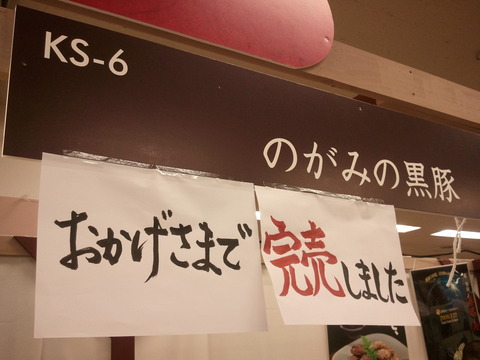 KS-6
のがみの黒豚
おかげさまで
完売しました